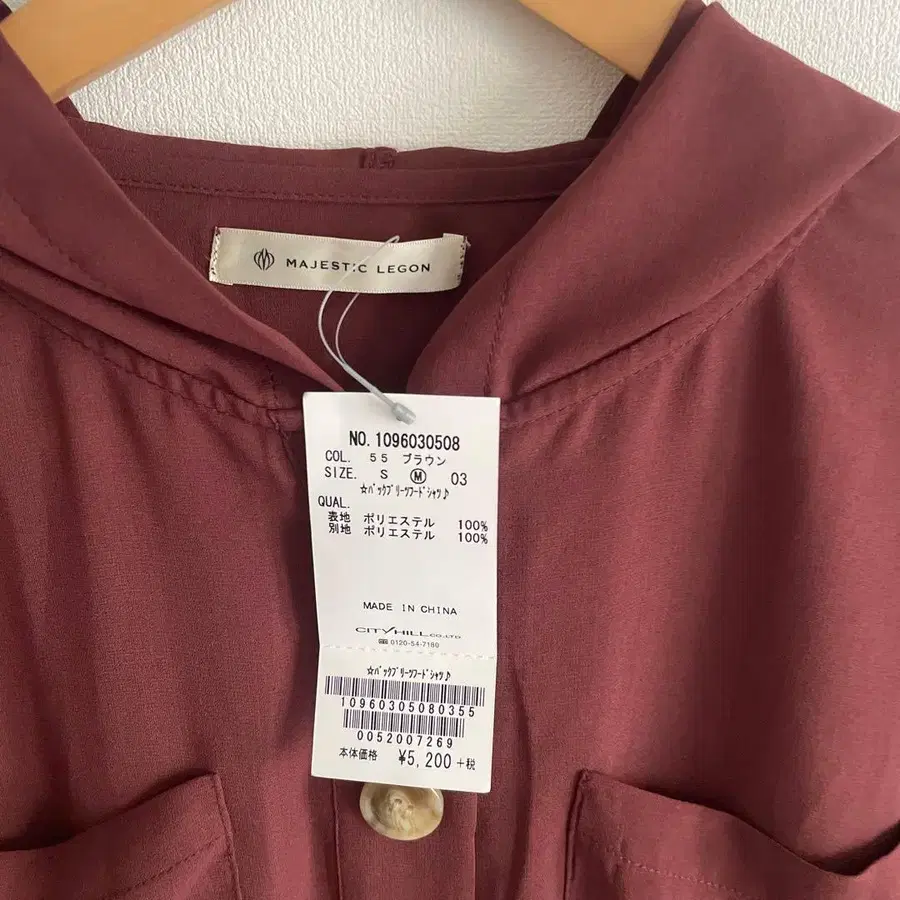 MAJESTIC LEGON
NO. 1096030508
COL. 55 ブラウン
SIZE. S Ⓜ 03
☆ﾊﾞｯｸﾌﾟﾘｰﾂﾌｰﾄﾞｼｬﾂ♪
QUAL.
表地 ポリエステル 100%
別地 ポリエステル 100%
MADE IN CHINA
CITY HILL CO.LTD
0120-54-7180
☆ﾊﾞｯｸﾌﾟﾘｰﾂﾌｰﾄﾞｼｬﾂ♪
10960305080355
0052007269
本体価格 ¥5,200 +税